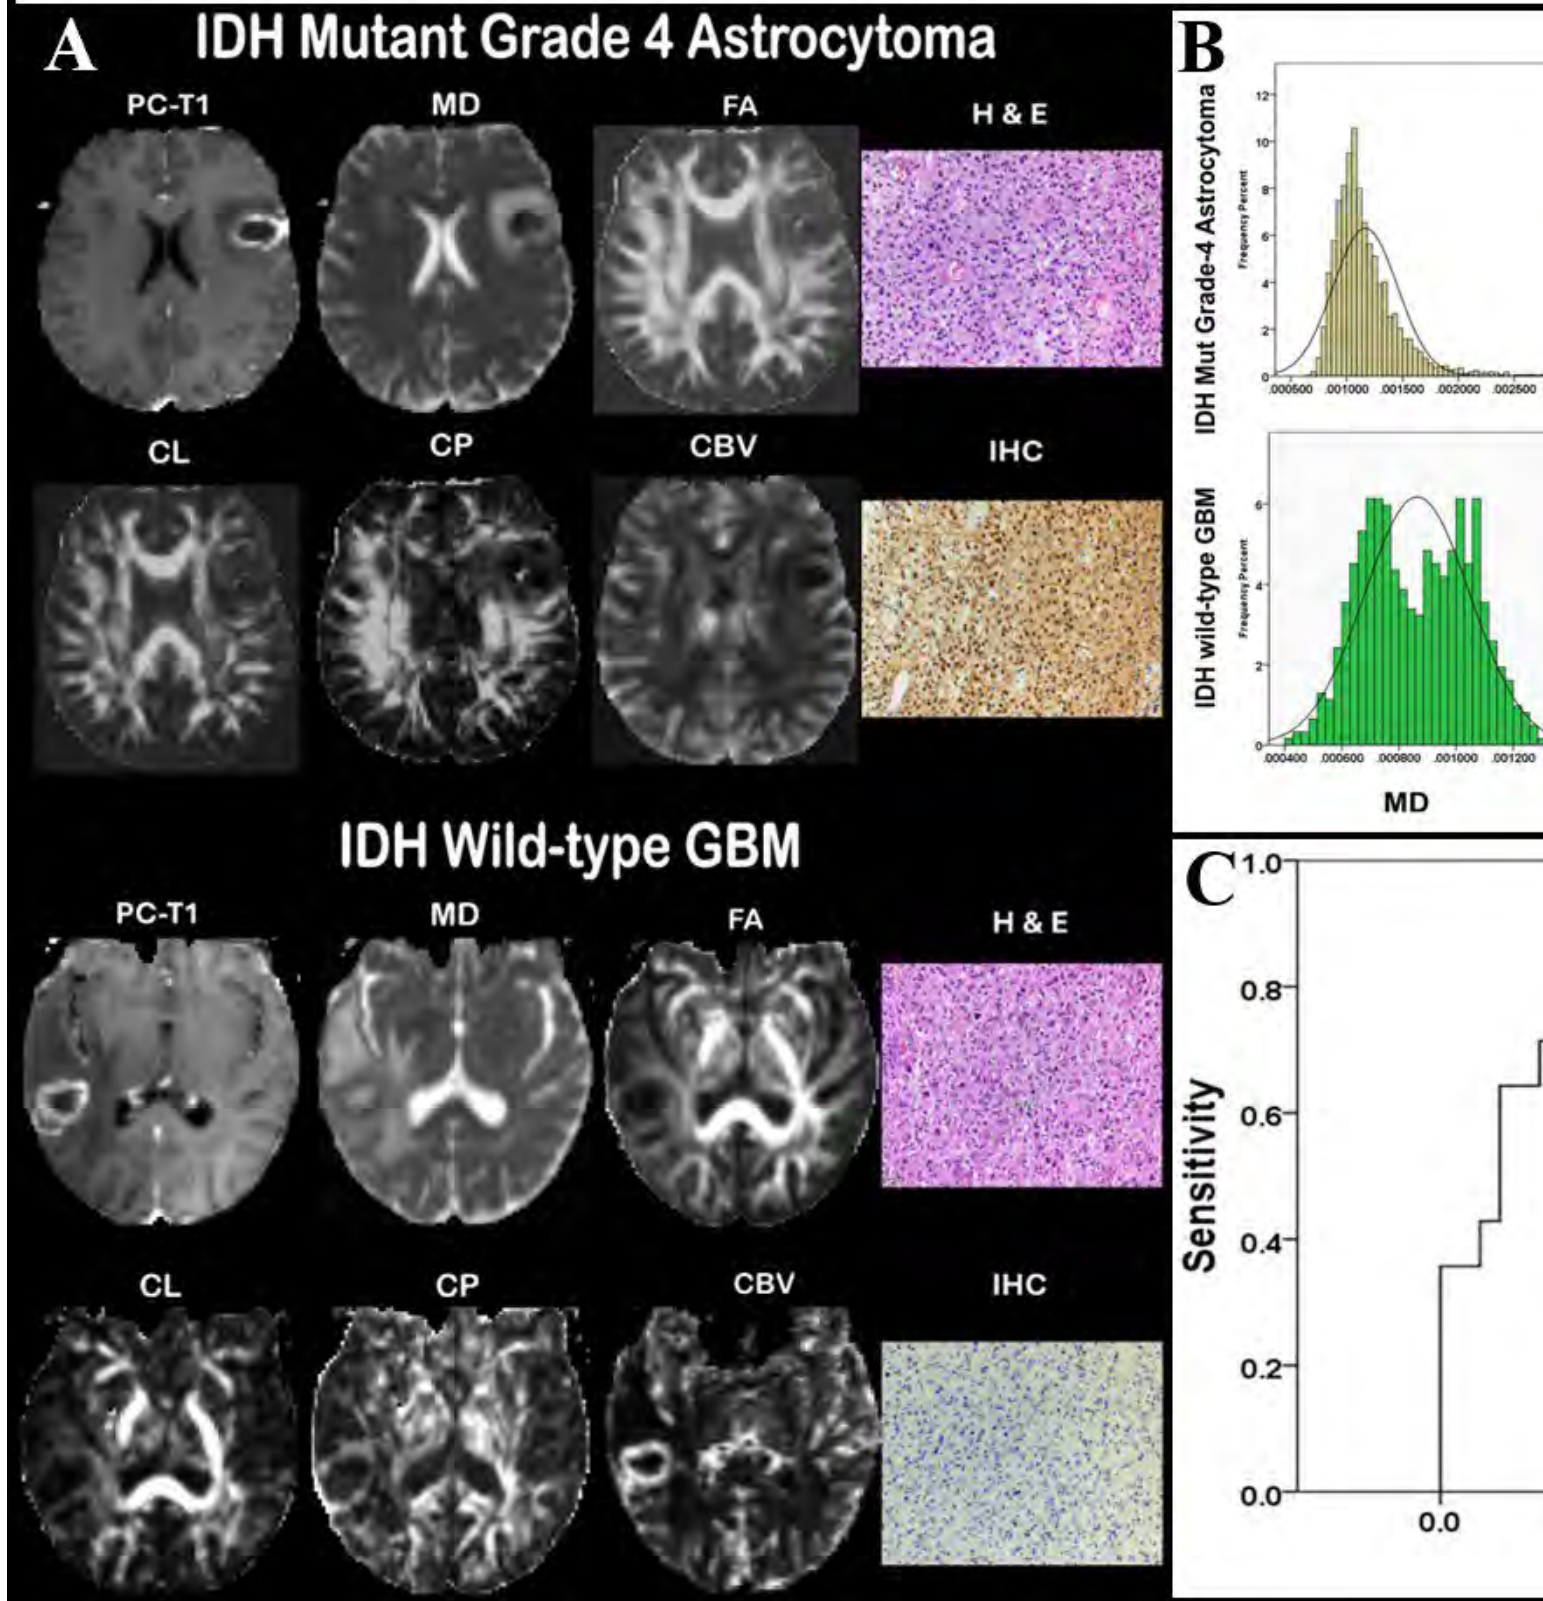 A
IDH Mutant Grade 4 Astrocytoma
PC-T1
MD
FA
H & E
CL
CP
CBV
IHC
IDH Wild-type GBM
PC-T1
MD
FA
H & E
CL
CP
CBV
IHC
B
IDH Mut Grade-4 Astrocytoma
Frequency Percent
12
10
8
6
4
2
0
.000500 .001000 .001500 .002000 .002500
IDH wild-type GBM
Frequency Percent
6
4
2
0
.000400 .000600 .000800 .001000 .001200
MD
C
Sensitivity
1.0
0.8
0.6
0.4
0.2
0.0
0.0